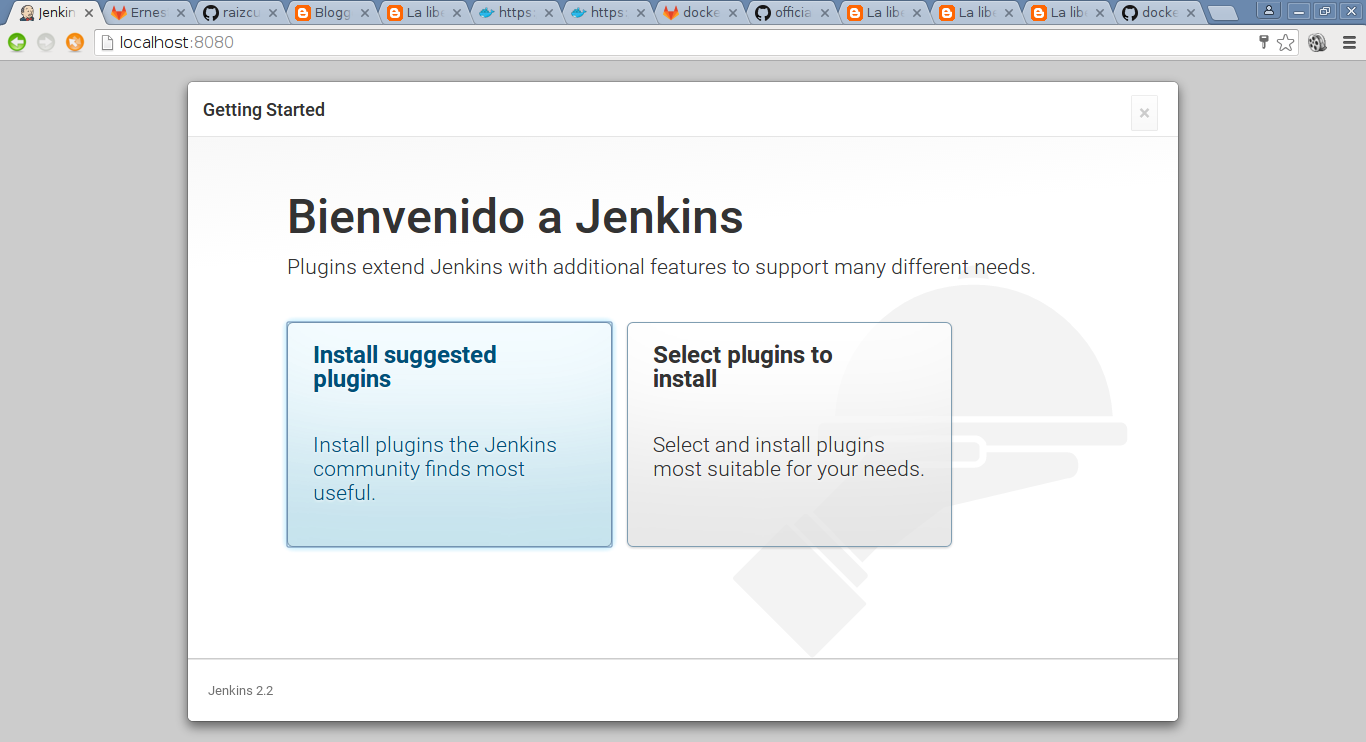 Jenkin
Ernes
raizcu
Blogg
La libe
https:
https:
docke
officia
La libe
La libe
La libe
docke
localhost:8080
Getting Started
Bienvenido a Jenkins
Plugins extend Jenkins with additional features to support many different needs.
Install suggested
plugins
Install plugins the Jenkins
community finds most
useful.
Select plugins to
install
Select and install plugins
most suitable for your needs.
Jenkins 2.2